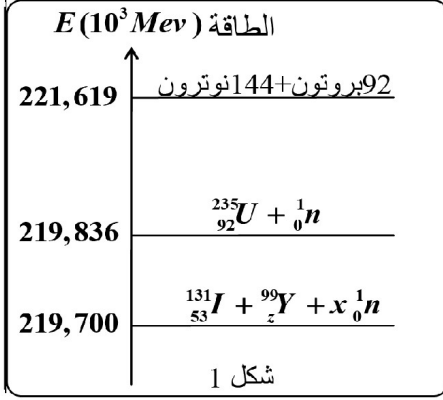 الطاقة E(10³ Mev)
221,619 92بروتون+144نوترون
219,836 ²³⁵₉₂U + ¹₀n
219,700 ¹³¹₅₃I + ⁹⁹zY + x ¹₀n
شكل 1